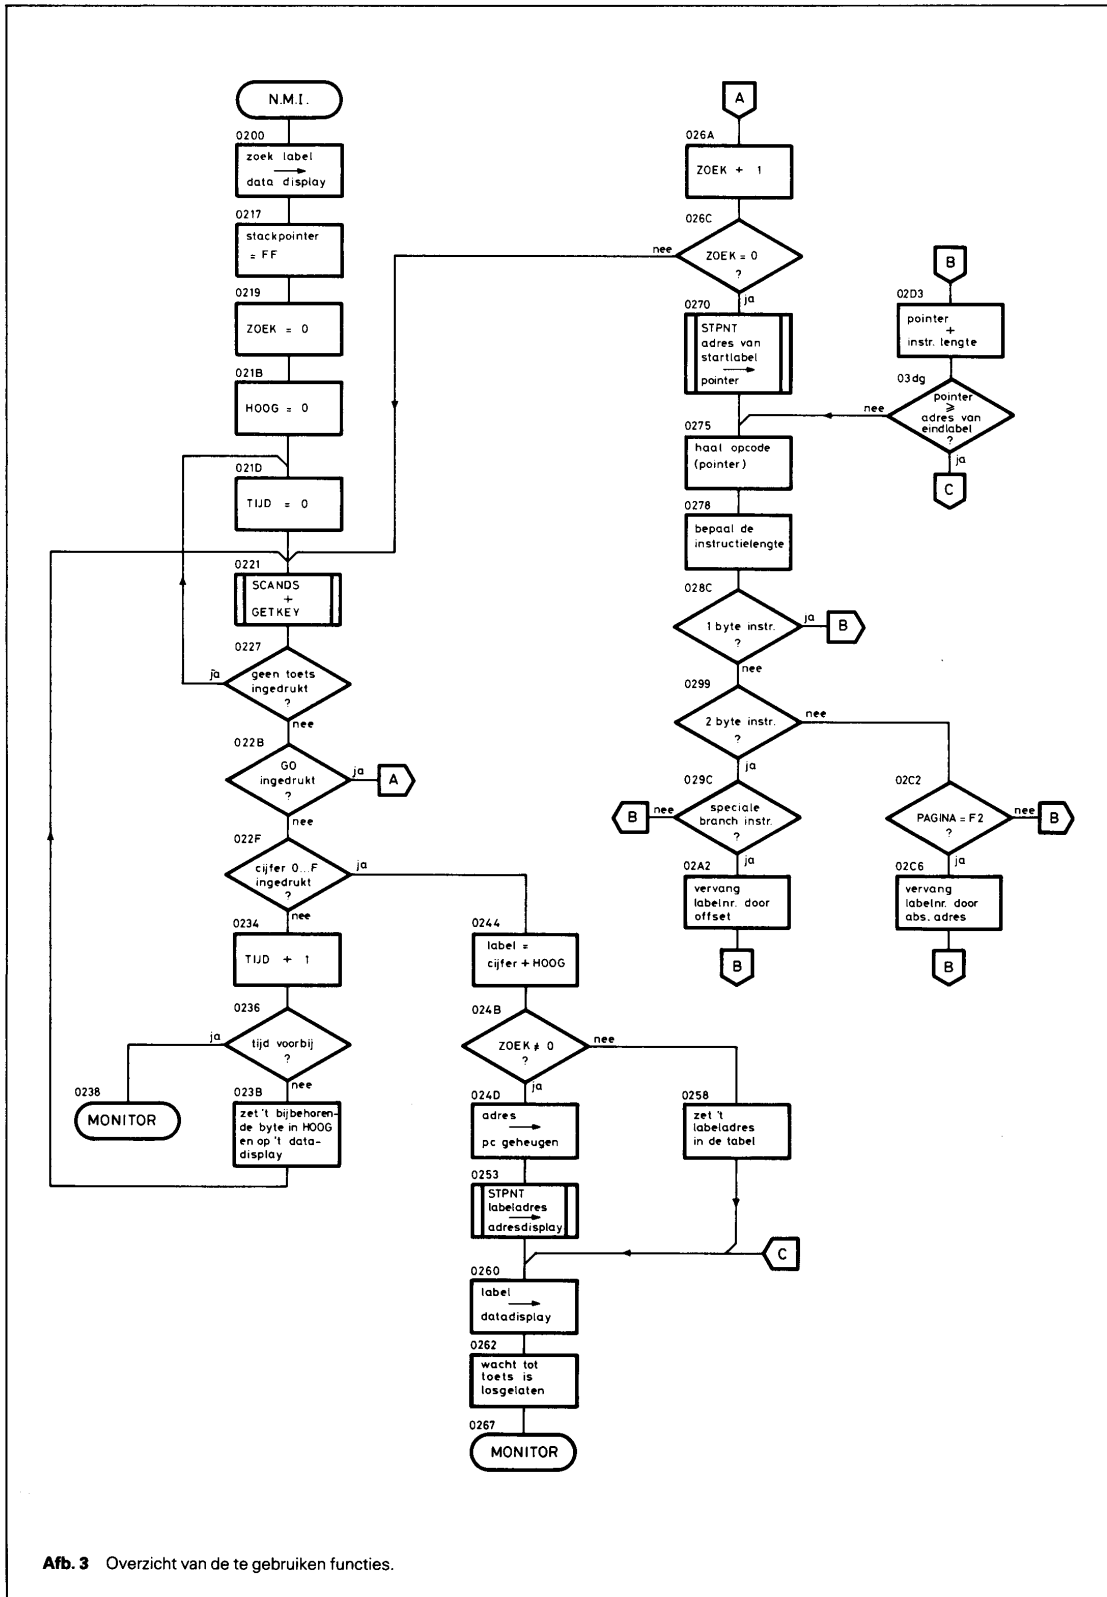 N.M.I.
0200
zoek label
data display
0217
stackpointer
= FF
0219
ZOEK = 0
021B
HOOG = 0
021D
TIJD = 0
0221
SCANDS
+
GETKEY
0227
geen toets
ingedrukt
?
ja
nee
022B
GO
ingedrukt
?
ja
A
nee
022F
cijfer 0...F
ingedrukt
?
ja
nee
0234
TIJD + 1
0236
tijd voorbij
?
ja
nee
0238
MONITOR
023B
zet 't bijbehoren-
de byte in HOOG
en op 't data-
display
0244
label =
cijfer + HOOG
024B
ZOEK ≠ 0
?
nee
ja
024D
adres
pc geheugen
0253
STPNT
labeladres
adresdisplay
0258
zet 't
labeladres
in de tabel
C
0260
label
datadisplay
0262
wacht tot
toets is
losgelaten
0267
MONITOR
A
026A
ZOEK + 1
026C
ZOEK = 0
?
nee
ja
0270
STPNT
adres van
startlabel
pointer
0275
haal opcode
(pointer)
0278
bepaal de
instructielengte
028C
1 byte instr.
?
ja
B
nee
0299
2 byte instr.
?
nee
ja
029C
speciale
branch instr.
?
nee
B
ja
02A2
vervang
labelnr. door
offset
B
02C2
PAGINA = F2
?
nee
B
ja
02C6
vervang
labelnr. door
abs. adres
B
B
02D3
pointer
+
instr. lengte
03dg
pointer
≥
adres van
eindlabel
?
nee
ja
C
Afb. 3 Overzicht van de te gebruiken functies.